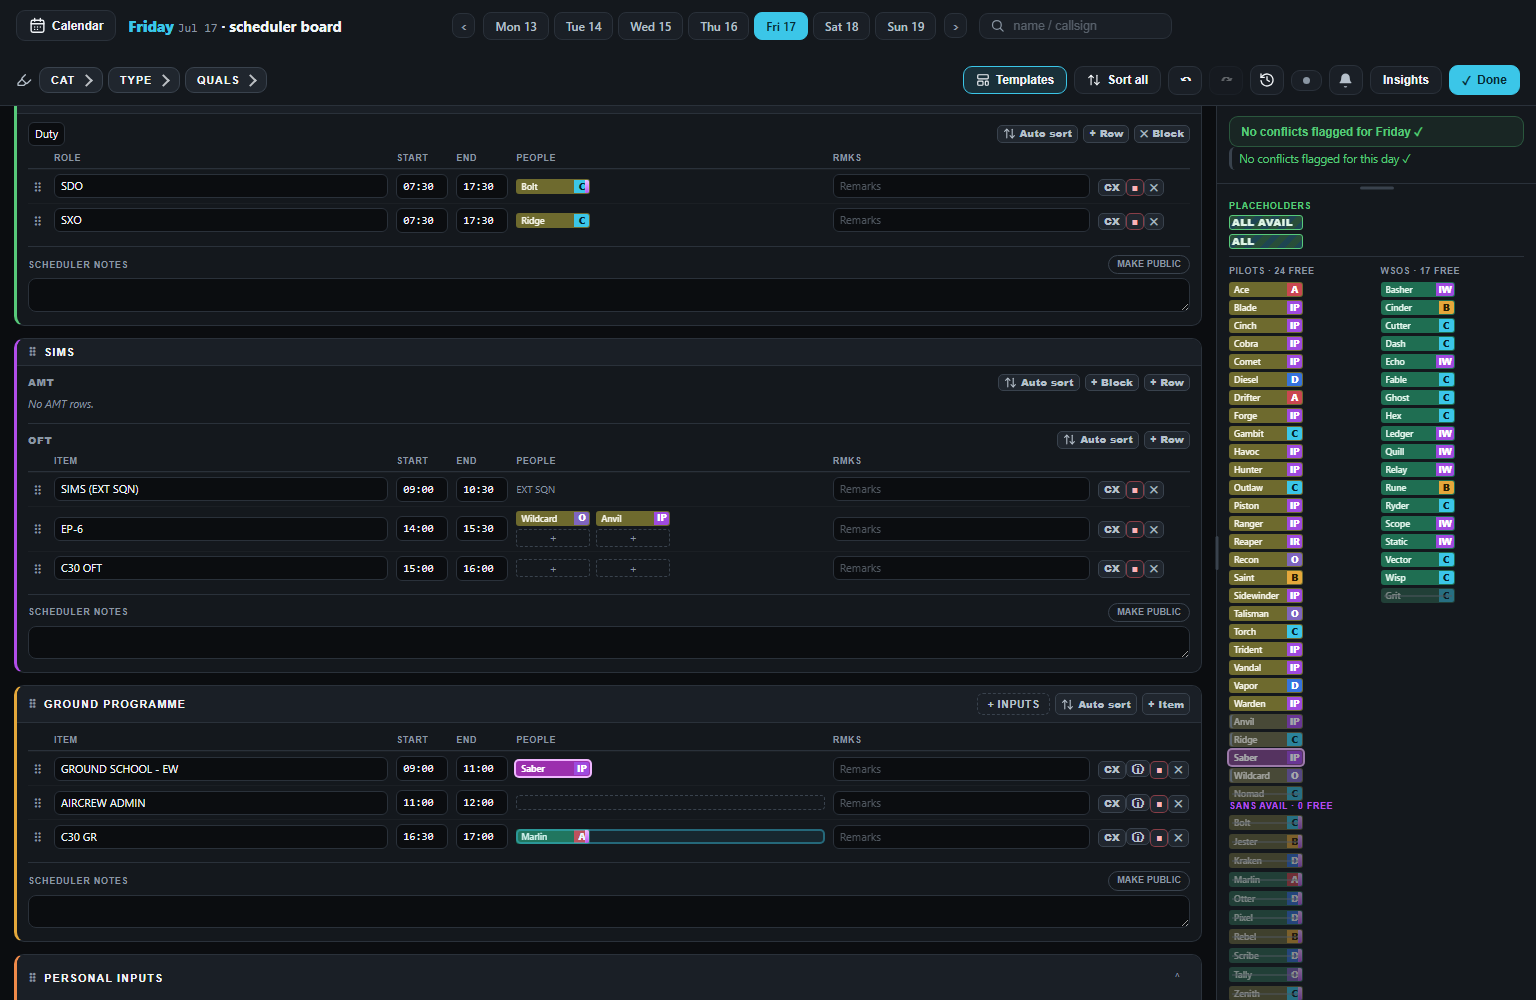 Calendar
Friday Jul 17 · scheduler board
‹ Mon 13 Tue 14 Wed 15 Thu 16 Fri 17 Sat 18 Sun 19 ›
name / callsign
CAT TYPE QUALS
Templates Sort all Insights ✓ Done
Duty
Auto sort + Row ✕ Block
ROLE START END PEOPLE RMKS
SDO 07:30 17:30 Bolt C Remarks CX
SXO 07:30 17:30 Ridge C Remarks CX
SCHEDULER NOTES MAKE PUBLIC
SIMS
AMT Auto sort + Block + Row
No AMT rows.
OFT Auto sort + Row
ITEM START END PEOPLE RMKS
SIMS (EXT SQN) 09:00 10:30 EXT SQN Remarks CX
EP-6 14:00 15:30 Wildcard O Anvil IP Remarks CX
+ +
C30 OFT 15:00 16:00 + + Remarks CX
SCHEDULER NOTES MAKE PUBLIC
GROUND PROGRAMME + INPUTS Auto sort + Item
ITEM START END PEOPLE RMKS
GROUND SCHOOL - EW 09:00 11:00 Saber IP Remarks CX
AIRCREW ADMIN 11:00 12:00 Remarks CX
C30 GR 16:30 17:00 Marlin A Remarks CX
SCHEDULER NOTES MAKE PUBLIC
PERSONAL INPUTS
No conflicts flagged for Friday ✓
No conflicts flagged for this day ✓
PLACEHOLDERS
ALL AVAIL
ALL
PILOTS · 24 FREE
Ace A
Blade IP
Cinch IP
Cobra IP
Comet IP
Diesel D
Drifter A
Forge IP
Gambit C
Havoc IP
Hunter IP
Outlaw C
Piston IP
Ranger IP
Reaper IR
Recon O
Saint B
Sidewinder IP
Talisman O
Torch C
Trident IP
Vandal IP
Vapor D
Warden IP
Anvil IP
Ridge C
Saber IP
Wildcard O
Nomad C
WSOS · 17 FREE
Basher IW
Cinder B
Cutter C
Dash C
Echo IW
Fable C
Ghost C
Hex C
Ledger IW
Quill IW
Relay IW
Rune B
Ryder C
Scope IW
Static IW
Vector C
Wisp C
Grit C
SANS AVAIL · 0 FREE
Bolt C
Jester B
Kraken D
Marlin A
Otter D
Pixel D
Rebel B
Scribe D
Tally O
Zenith C